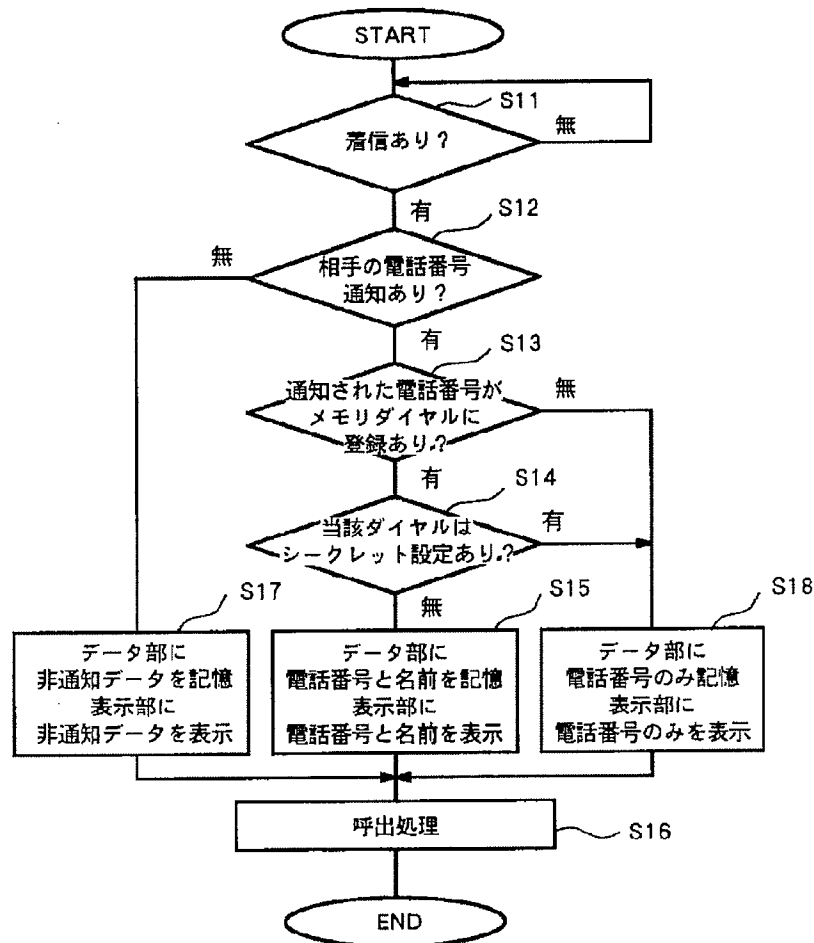 START
S11
着信あり？
無
有
S12
無
相手の電話番号
通知あり？
有
S13
通知された電話番号が
メモリダイヤルに
登録あり？
無
有
S14
当該ダイヤルは
シークレット設定あり？
有
無
S17
データ部に
非通知データを記憶
表示部に
非通知データを表示
S15
データ部に
電話番号と名前を記憶
表示部に
電話番号と名前を表示
S18
データ部に
電話番号のみ記憶
表示部に
電話番号のみを表示
呼出処理
S16
END